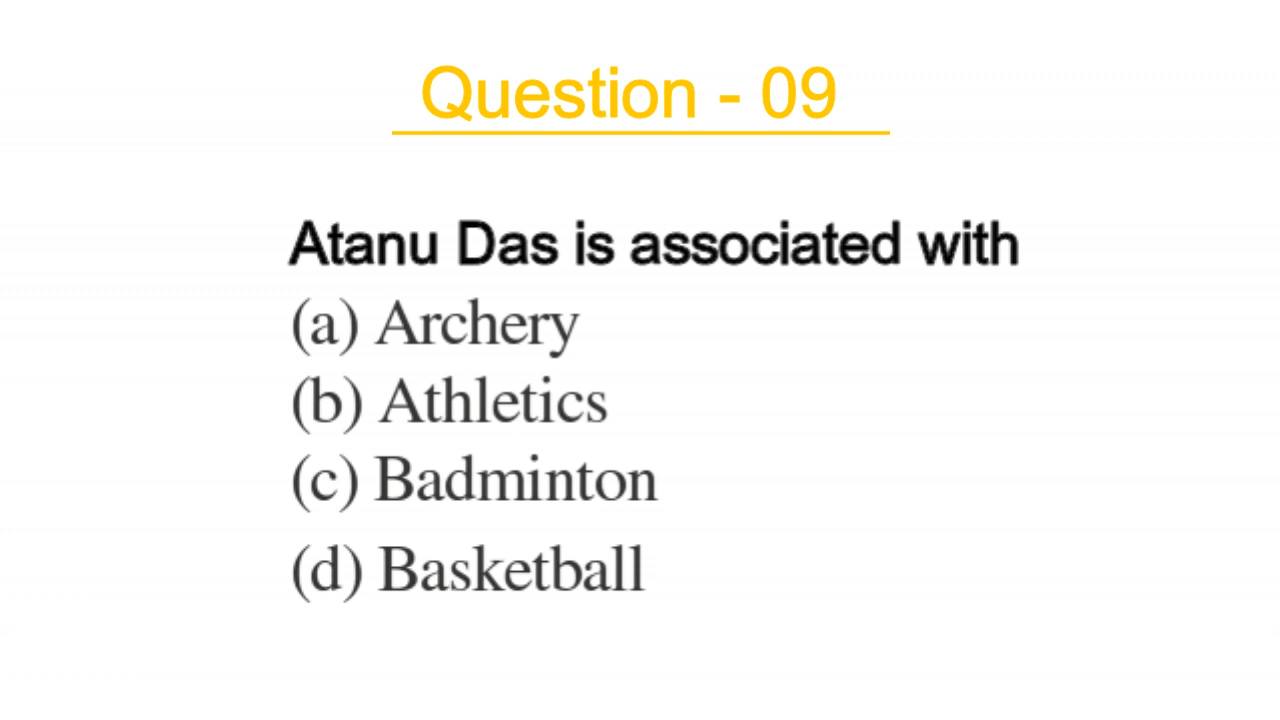 Question - 09
Atanu Das is associated with
(a) Archery
(b) Athletics
(c) Badminton
(d) Basketball